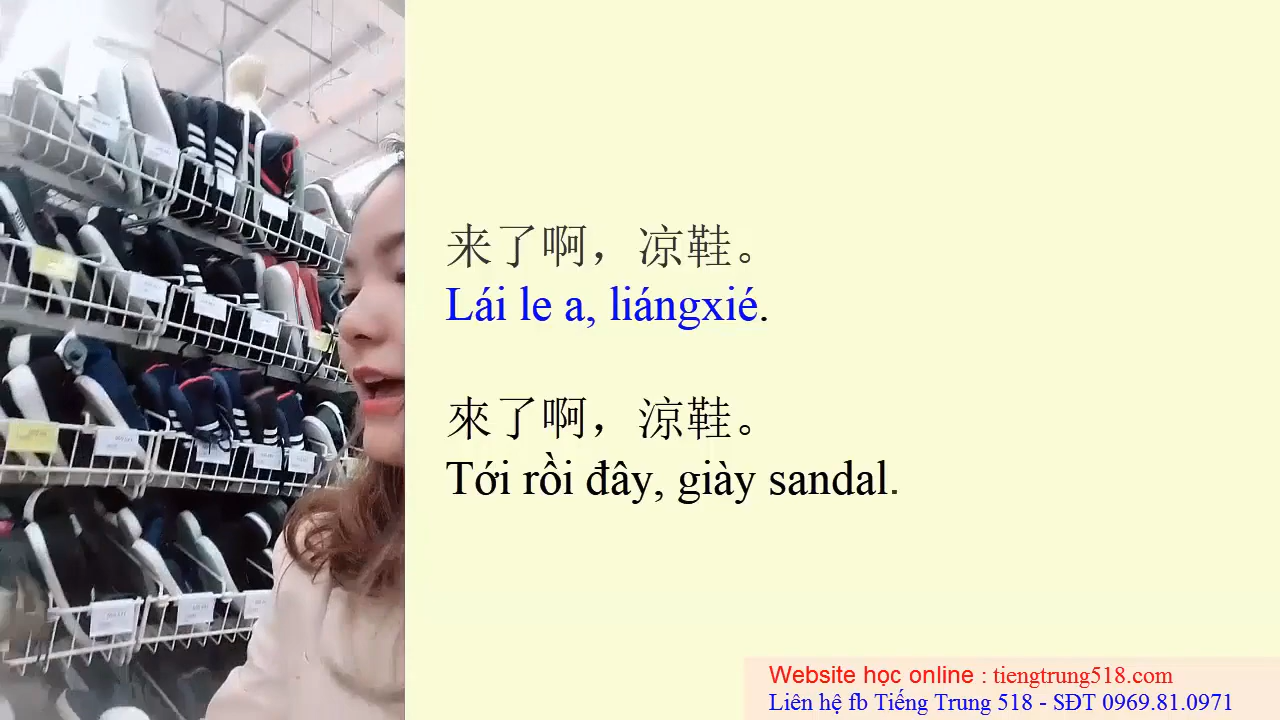 来了啊，凉鞋。
Lái le a, liángxié.
來了啊，涼鞋。
Tới rồi đây, giày sandal.
Website học online : tiengtrung518.com
Liên hệ fb Tiếng Trung 518 - SĐT 0969.81.0971